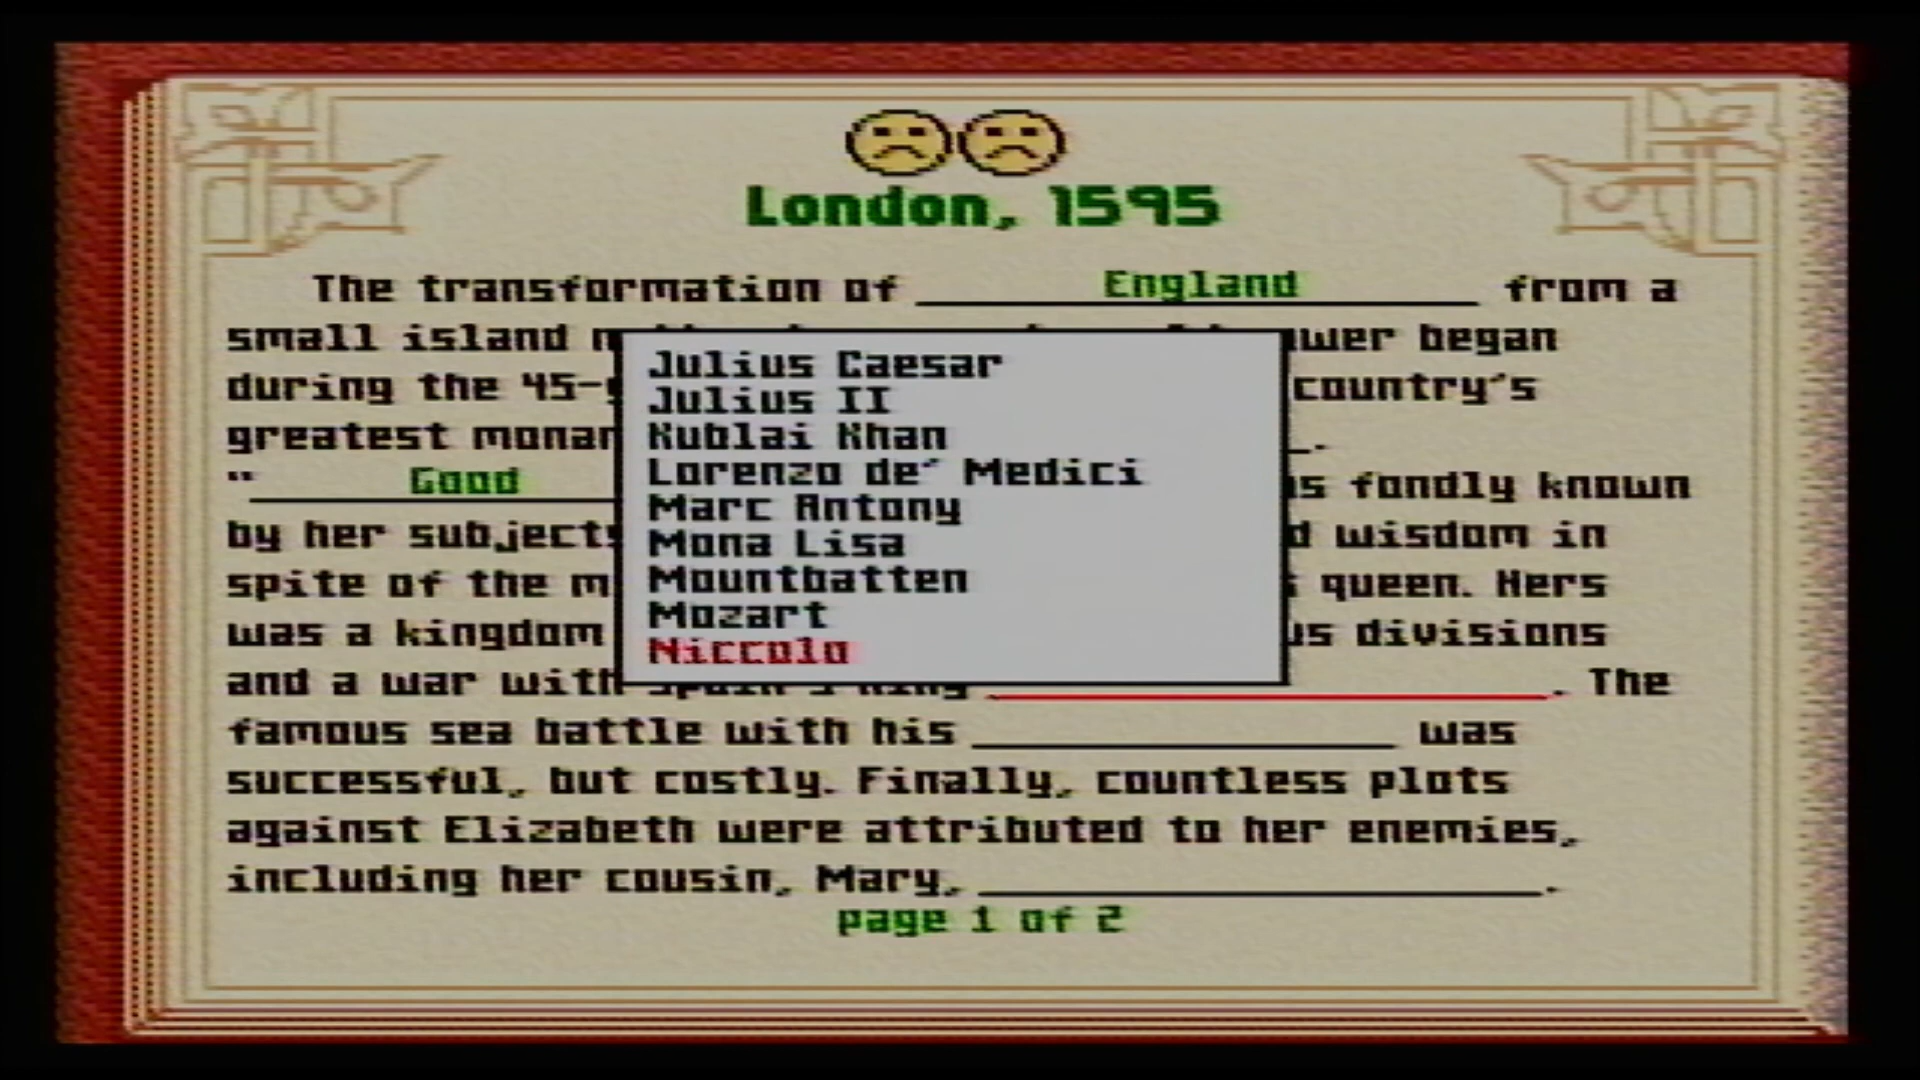 London, 1595
The transformation of England from a
small island
wer began
during the 45-
country's
greatest monar
.
" Good
s fondly known
by her subjects
d wisdom in
spite of the m
queen. Hers
was a kingdom
us divisions
and a war with Spain's King . The
famous sea battle with his was
successful, but costly. Finally, countless plots
against Elizabeth were attributed to her enemies,
including her cousin, Mary, .
page 1 of 2
Julius Caesar
Julius II
Kublai Khan
Lorenzo de' Medici
Marc Antony
Mona Lisa
Mountbatten
Mozart
Niccolo